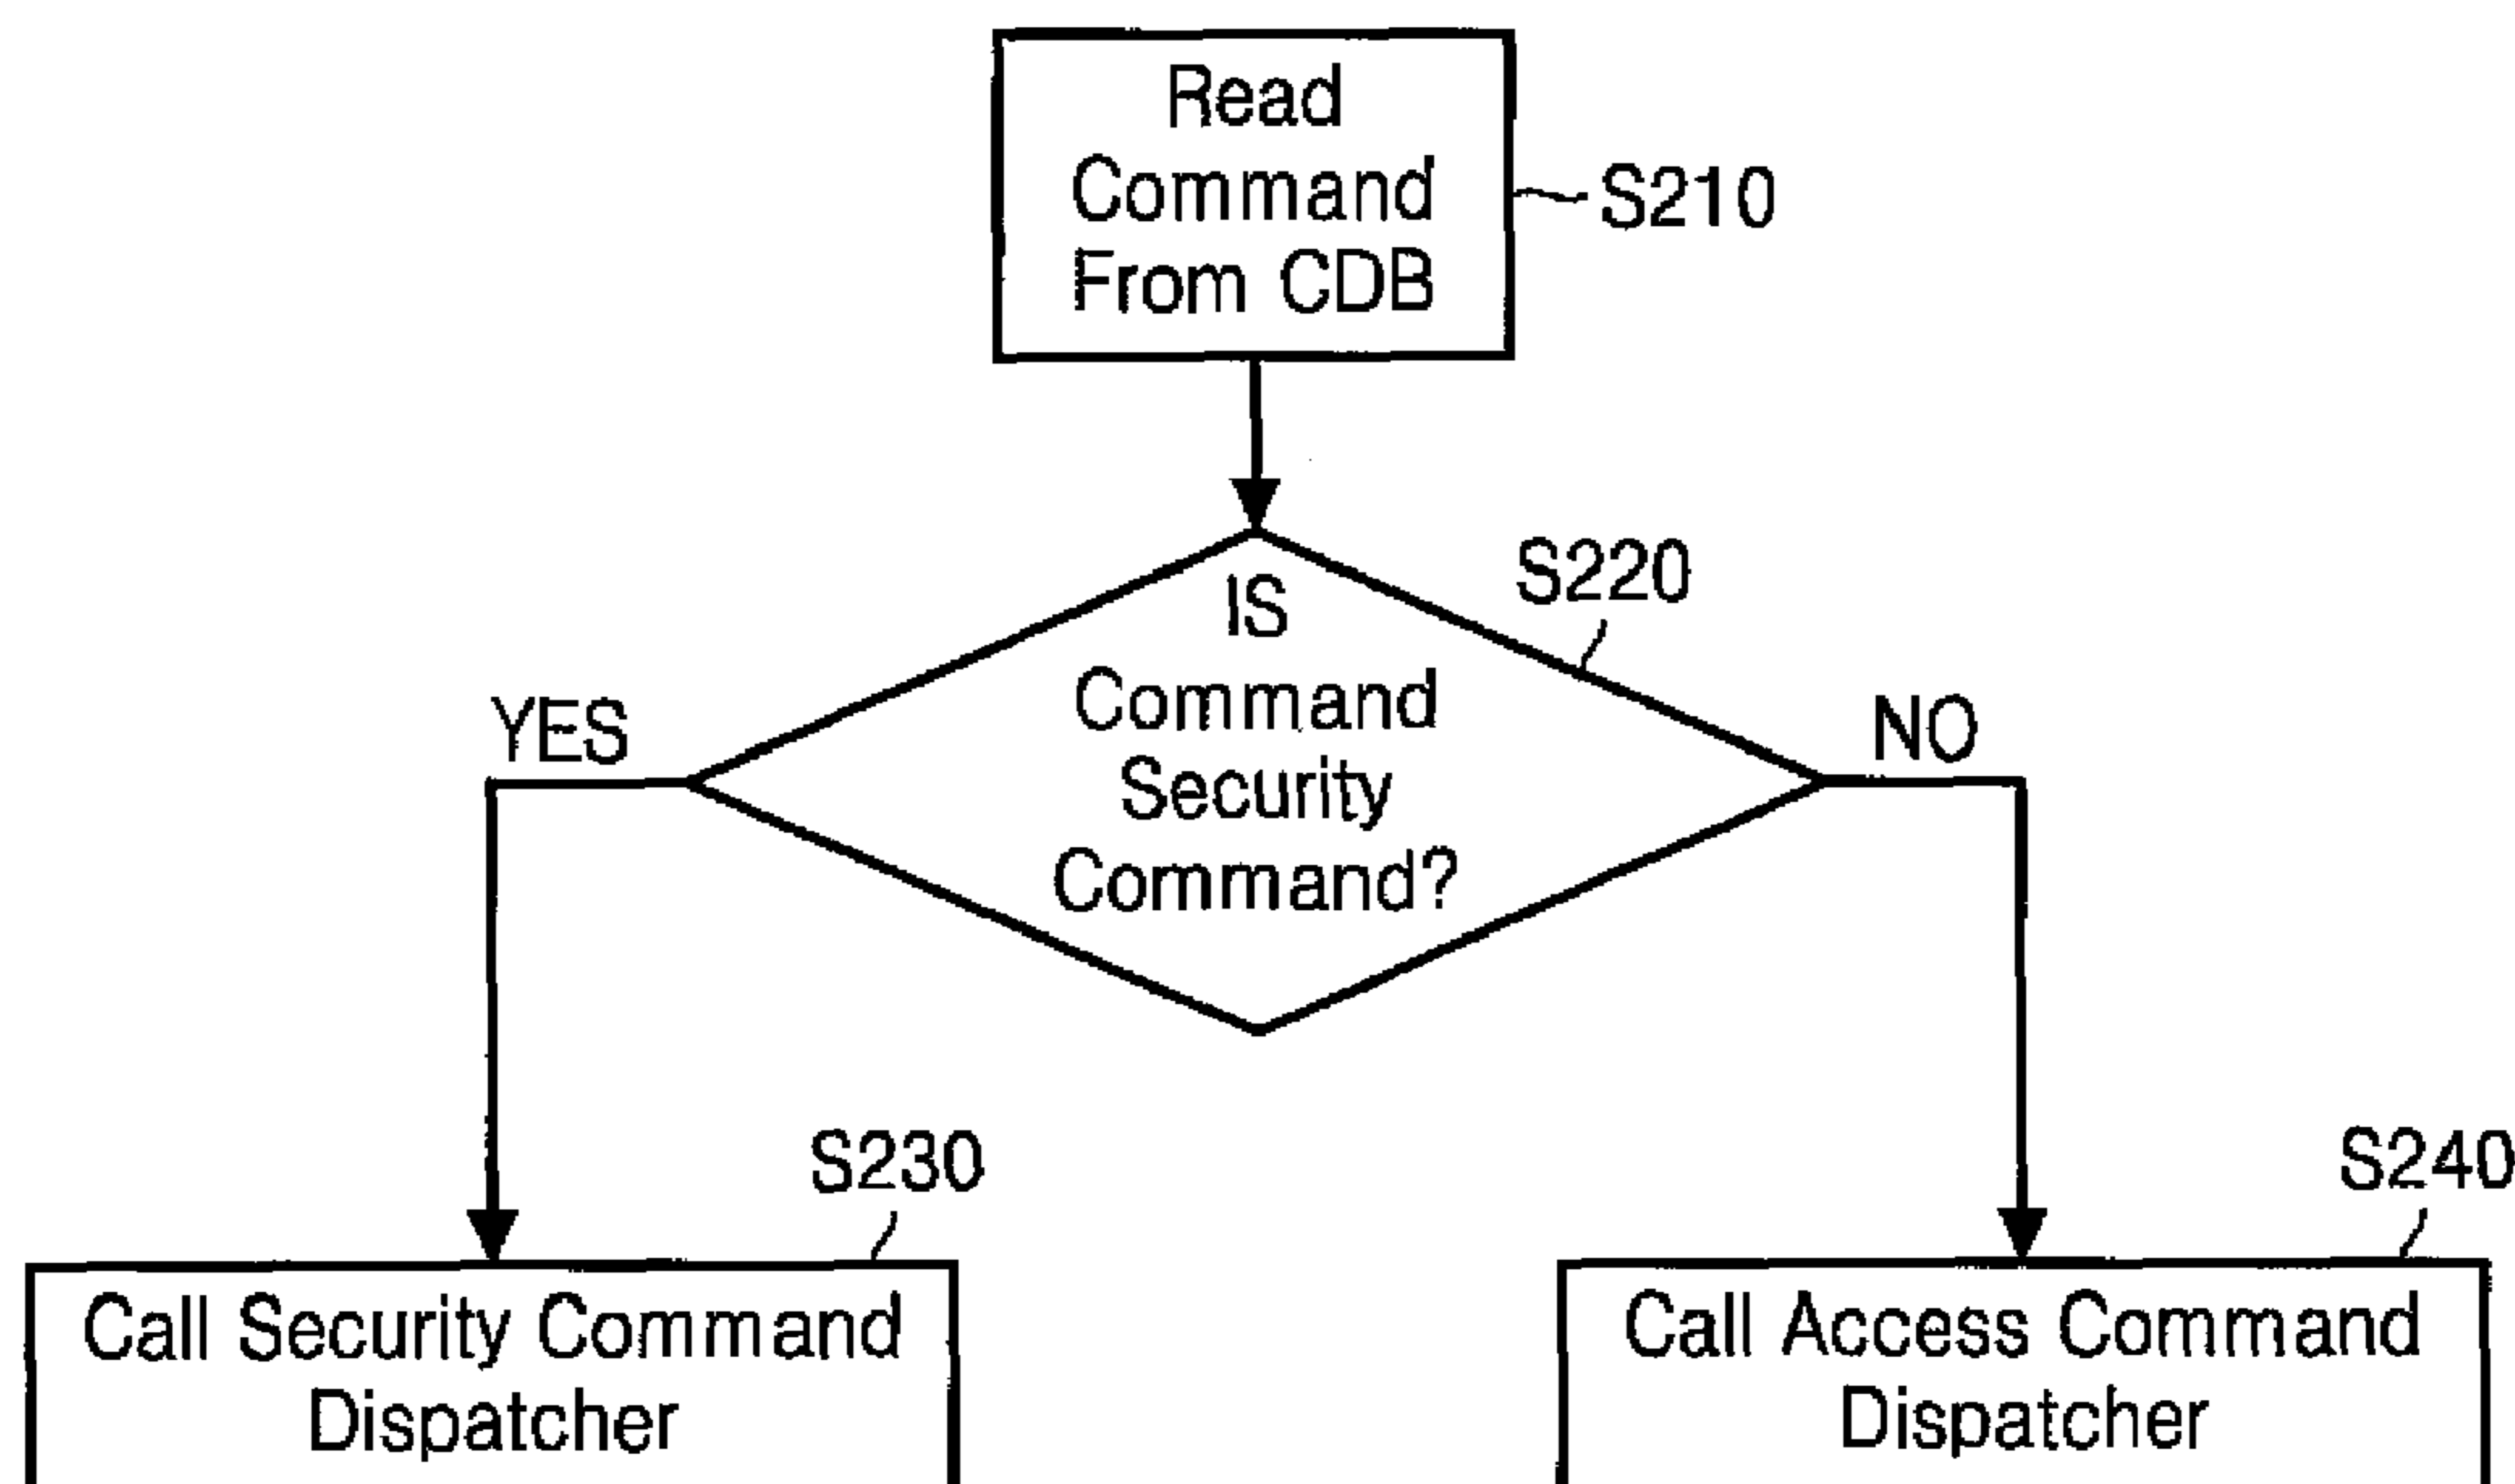 Read
Command
From CDB
S210
S220
IS
Command
Security
Command?
YES
NO
S230
S240
Call Security Command
Dispatcher
Call Access Command
Dispatcher